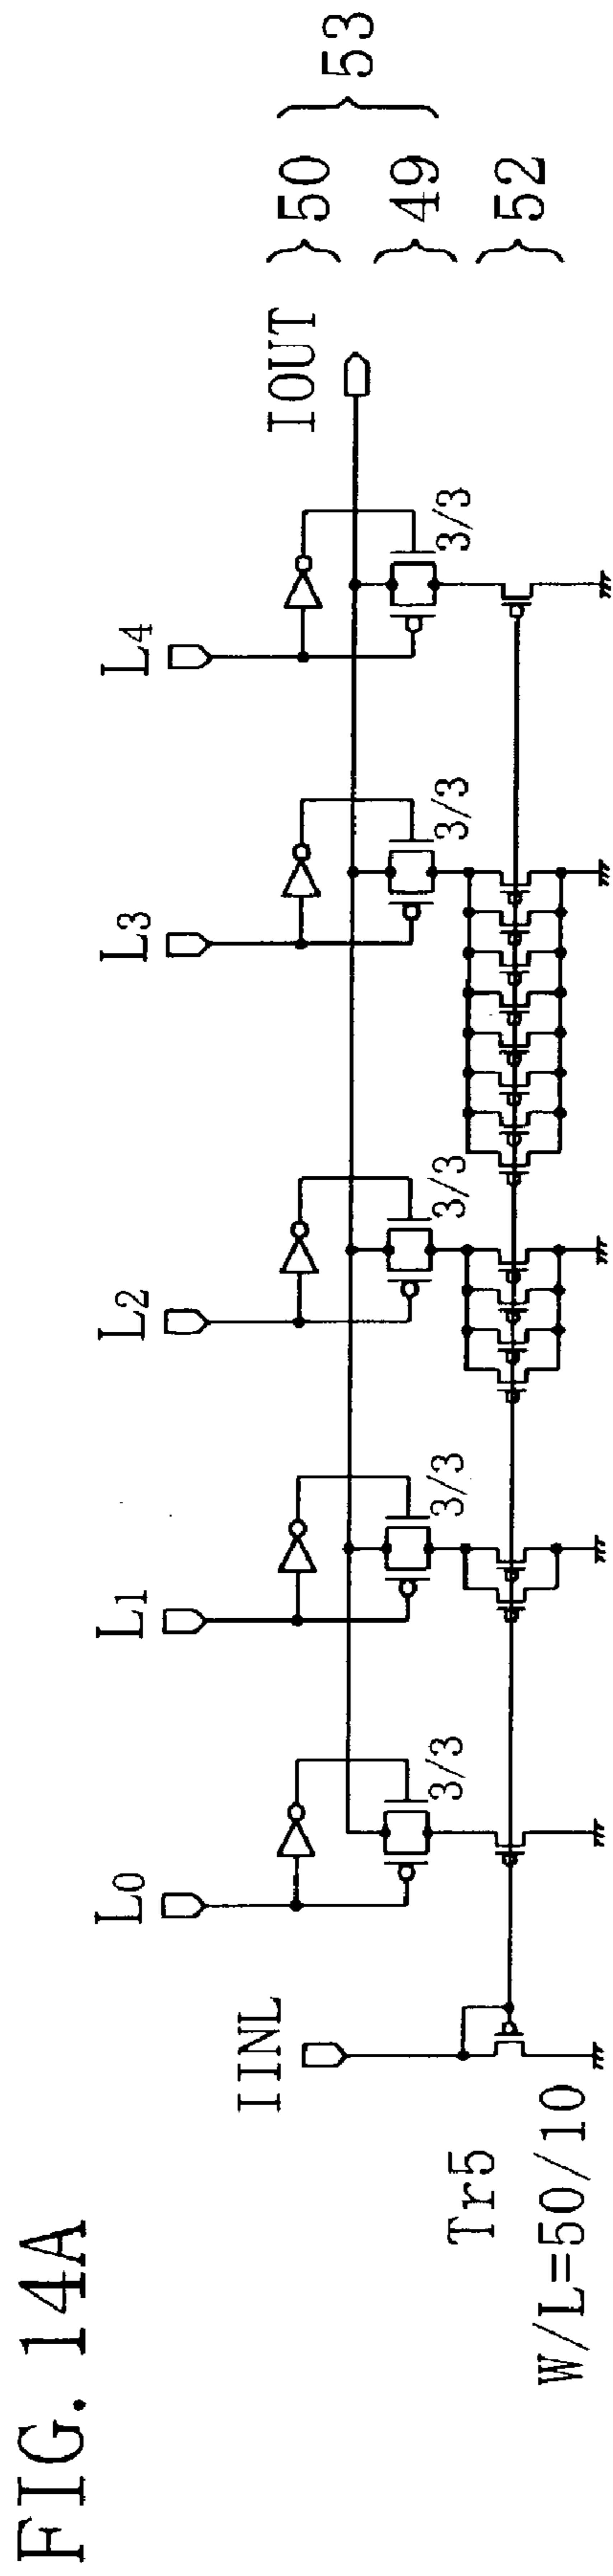 FIG. 14A
IINL
L0
L1
L2
L3
L4
IOUT
50
49
53
52
3/3
3/3
3/3
3/3
3/3
Tr5
W/L=50/10